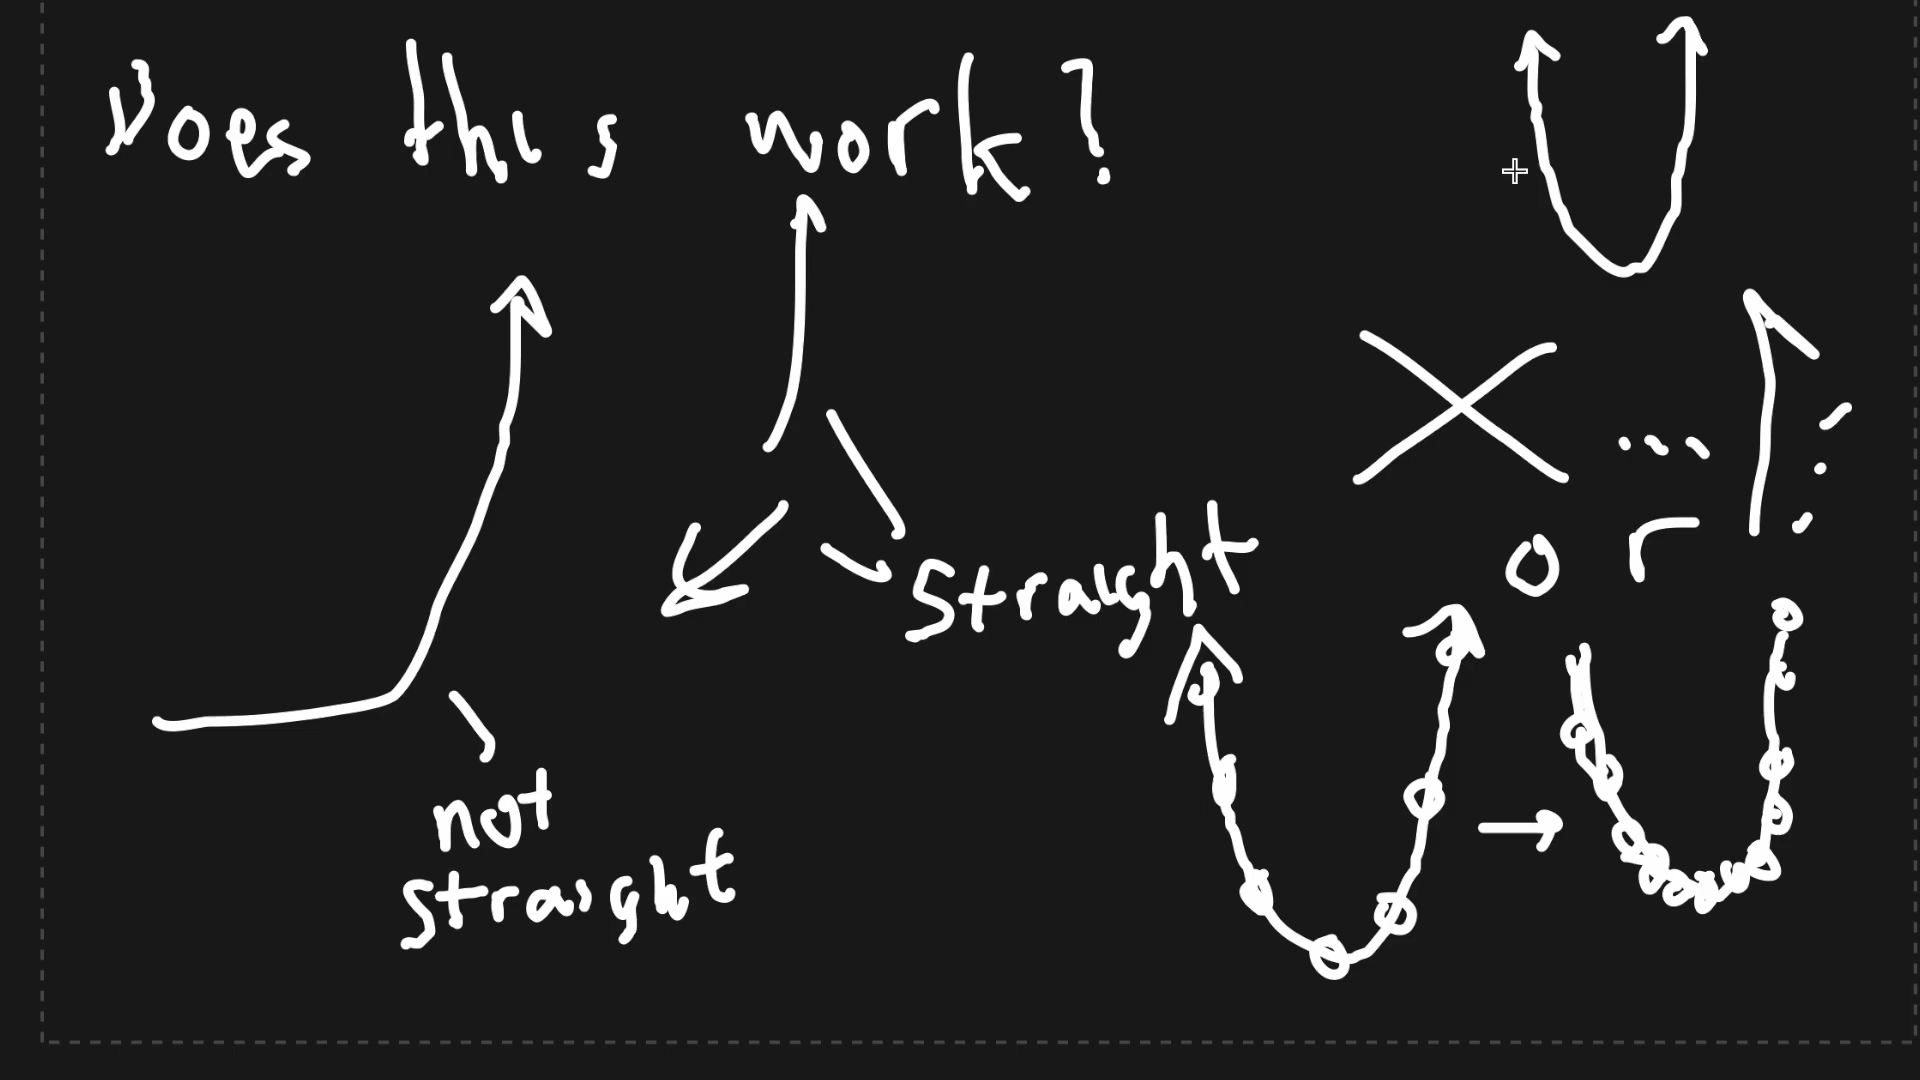 Does this work?
straight
or
not
straight